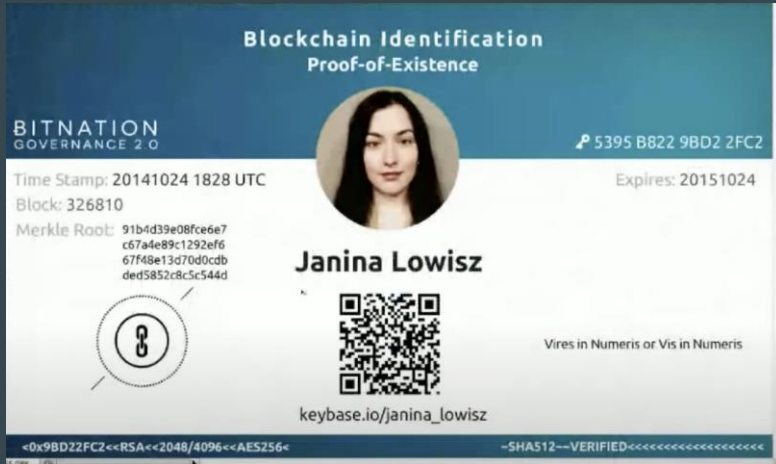 Blockchain Identification
Proof-of-Existence
BITNATION
GOVERNANCE 2.0
5395 B822 9BD2 2FC2
Time Stamp: 20141024 1828 UTC
Expires: 20151024
Block: 326810
Merkle Root: 91b4d39e08fce6e7
c67a4e89c1292ef6
67f48e13d70d0cdb
ded5852c8c5c544d
Janina Lowisz
Vires in Numeris or Vis in Numeris
keybase.io/janina_lowisz
<0x9BD22FC2<<RSA<<2048/4096<<AES256<
~SHA512~~VERIFIED<<<<<<<<<<<<<<<<<<<